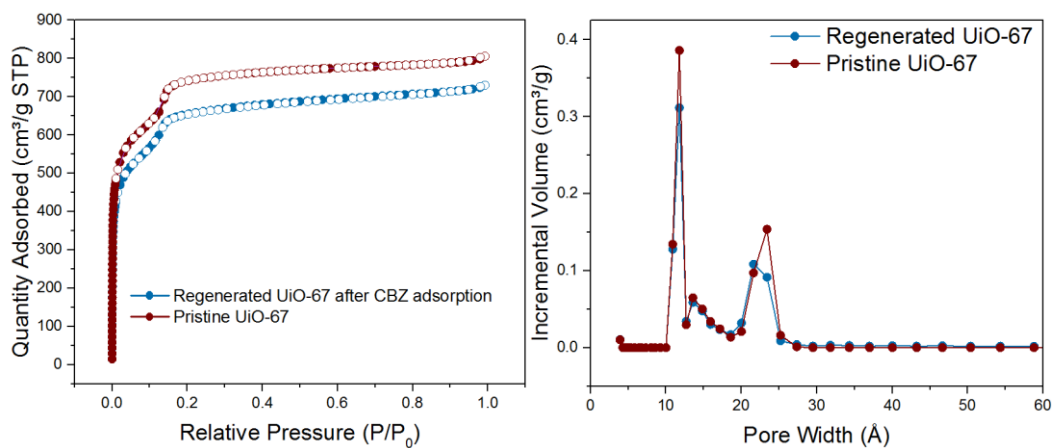 900
800
700
600
500
400
300
200
100
0
Quantity Adsorbed (cm³/g STP)
Regenerated UiO-67 after CBZ adsorption
Pristine UiO-67
0.0 0.2 0.4 0.6 0.8 1.0
Relative Pressure (P/P₀)
0.4
0.3
0.2
0.1
0.0
Incremental Volume (cm³/g)
Regenerated UiO-67
Pristine UiO-67
0 10 20 30 40 50 60
Pore Width (Å)